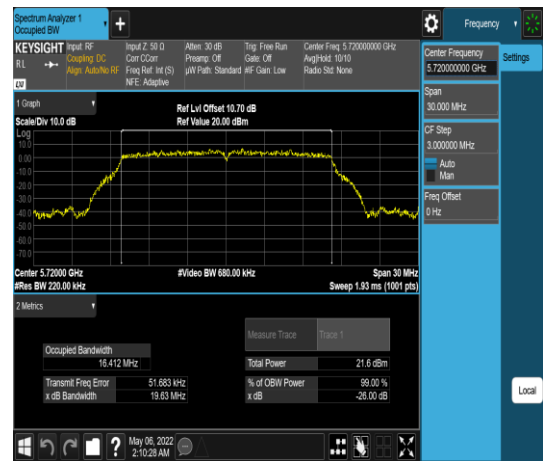 Spectrum Analyzer 1
Occupied BW
Frequency
KEYSIGHT
RL
LXI
Input: RF
Coupling: DC
Align: Auto/No RF
Input Z: 50 Ω
Corr CCorr
Freq Ref: Int (S)
NFE: Adaptive
Atten: 30 dB
Preamp: Off
µW Path: Standard
Trig: Free Run
Gate: Off
#IF Gain: Low
Center Freq: 5.720000000 GHz
Avg|Hold: 10/10
Radio Std: None
Center Frequency
5.720000000 GHz
Settings
Span
30.000 MHz
CF Step
3.000000 MHz
Auto
Man
Freq Offset
0 Hz
1 Graph
Scale/Div 10.0 dB
Ref Lvl Offset 10.70 dB
Ref Value 20.00 dBm
Log
10.0
0.00
-10.0
-20.0
-30.0
-40.0
-50.0
-60.0
-70.0
Center 5.72000 GHz
#Res BW 220.00 kHz
#Video BW 680.00 kHz
Span 30 MHz
Sweep 1.93 ms (1001 pts)
2 Metrics
Measure Trace
Trace 1
Occupied Bandwidth
16.412 MHz
Total Power
21.6 dBm
Transmit Freq Error
51.683 kHz
% of OBW Power
99.00 %
x dB Bandwidth
19.63 MHz
x dB
-26.00 dB
Local
?
May 06, 2022
2:10:28 AM